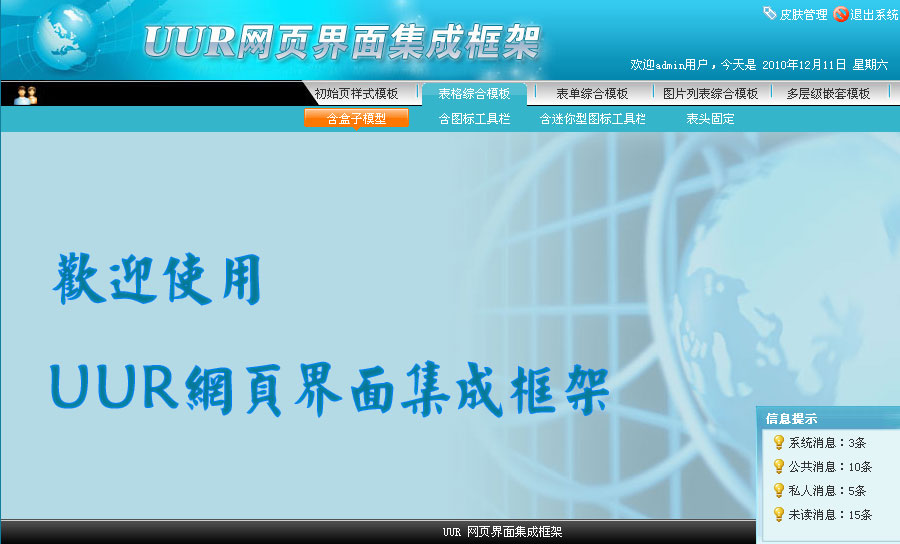 皮肤管理 退出系统
UUR网页界面集成框架
欢迎admin用户，今天是 2010年12月11日 星期六
初始页样式模板 表格综合模板 表单综合模板 图片列表综合模板 多层级嵌套模板
含盒子模型 含图标工具栏 含迷你型图标工具栏 表头固定
歡迎使用
UUR網頁界面集成框架
信息提示
系统消息：3条
公共消息：10条
私人消息：5条
未读消息：15条
UUR 网页界面集成框架